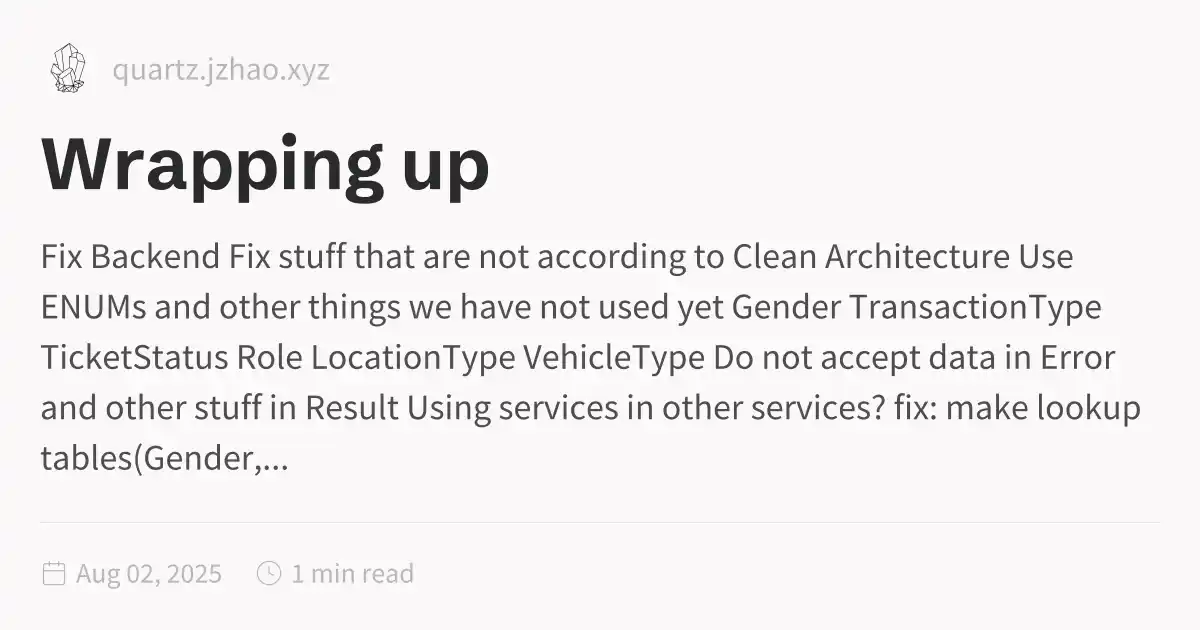 quartz.jzhao.xyz
Wrapping up
Fix Backend Fix stuff that are not according to Clean Architecture Use
ENUMs and other things we have not used yet Gender TransactionType
TicketStatus Role LocationType VehicleType Do not accept data in Error
and other stuff in Result Using services in other services? fix: make lookup
tables(Gender,...
Aug 02, 2025 1 min read